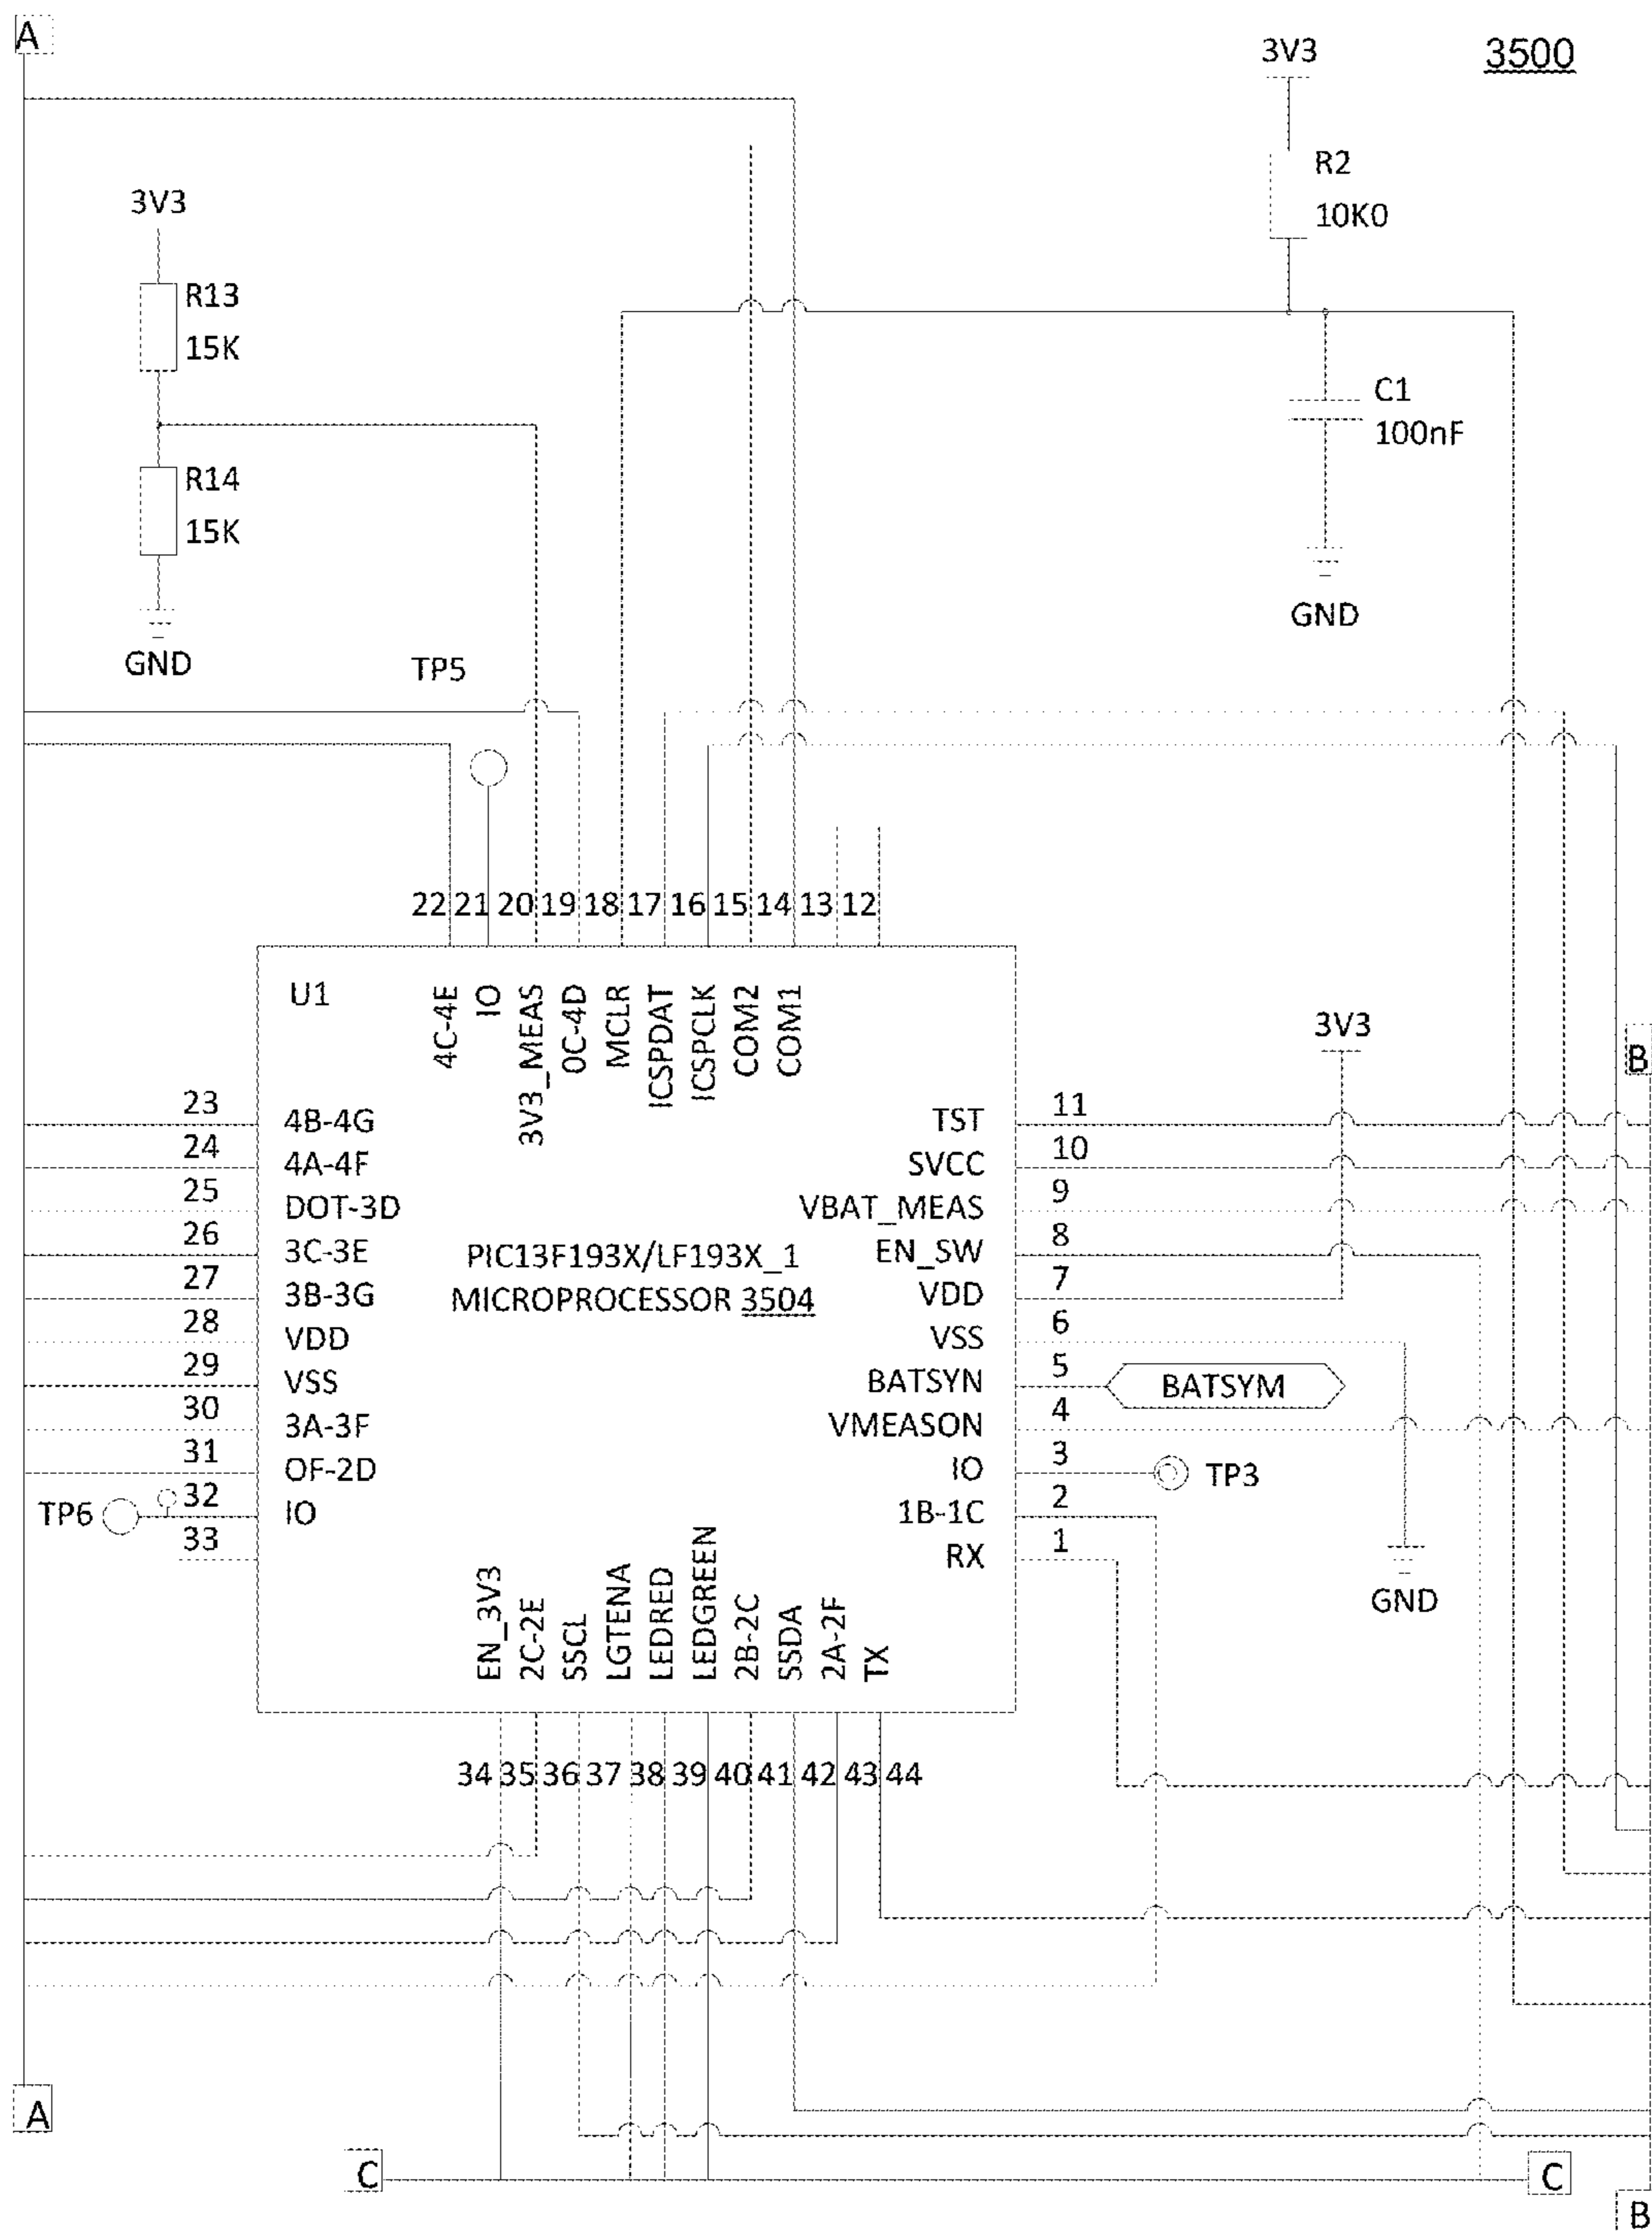 A
3500
3V3
R2
10K0
3V3
R13
15K
C1
100nF
R14
15K
GND
GND
TP5
22 21 20 19 18 17 16 15 14 13 12
U1
4C-4E
IO
3V3_MEAS
0C-4D
MCLR
ICSPDAT
ICSPCLK
COM2
COM1
3V3
B
23 4B-4G
24 4A-4F
25 DOT-3D
26 3C-3E
27 3B-3G
28 VDD
29 VSS
30 3A-3F
31 OF-2D
TP6 32 IO
33
PIC13F193X/LF193X_1
MICROPROCESSOR 3504
TST 11
SVCC 10
VBAT_MEAS 9
EN_SW 8
VDD 7
VSS 6
BATSYN 5 BATSYM
VMEASON 4
IO 3 TP3
1B-1C 2
RX 1
GND
EN_3V3
2C-2E
SSCL
LGTENA
LEDRED
LEDGREEN
2B-2C
SSDA
2A-2F
TX
34 35 36 37 38 39 40 41 42 43 44
A
C
C
B